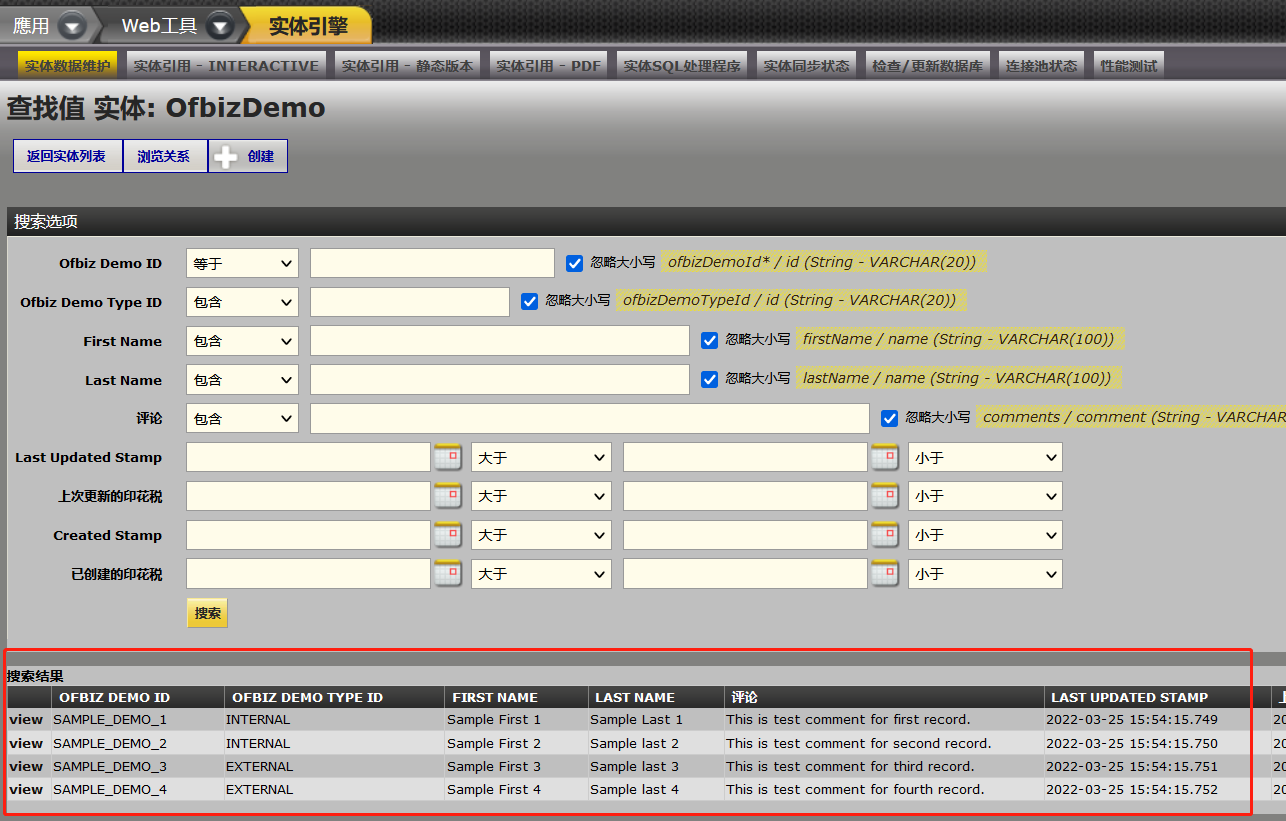 應用 Web工具 实体引擎
实体数据维护 实体引用 - INTERACTIVE 实体引用 - 静态版本 实体引用 - PDF 实体SQL处理程序 实体同步状态 检查/更新数据库 连接池状态 性能测试
查找值 实体: OfbizDemo
返回实体列表 浏览关系 创建
搜索选项
Ofbiz Demo ID 等于 忽略大小写 ofbizDemoId* / id (String - VARCHAR(20))
Ofbiz Demo Type ID 包含 忽略大小写 ofbizDemoTypeId / id (String - VARCHAR(20))
First Name 包含 忽略大小写 firstName / name (String - VARCHAR(100))
Last Name 包含 忽略大小写 lastName / name (String - VARCHAR(100))
评论 包含 忽略大小写 comments / comment (String - VARCHAR
Last Updated Stamp 大于 小于
上次更新的印花税 大于 小于
Created Stamp 大于 小于
已创建的印花税 大于 小于
搜索
搜索结果
OFBIZ DEMO ID OFBIZ DEMO TYPE ID FIRST NAME LAST NAME 评论 LAST UPDATED STAMP
view SAMPLE_DEMO_1 INTERNAL Sample First 1 Sample Last 1 This is test comment for first record. 2022-03-25 15:54:15.749 20
view SAMPLE_DEMO_2 INTERNAL Sample First 2 Sample last 2 This is test comment for second record. 2022-03-25 15:54:15.750 20
view SAMPLE_DEMO_3 EXTERNAL Sample First 3 Sample last 3 This is test comment for third record. 2022-03-25 15:54:15.751 20
view SAMPLE_DEMO_4 EXTERNAL Sample First 4 Sample last 4 This is test comment for fourth record. 2022-03-25 15:54:15.752 20